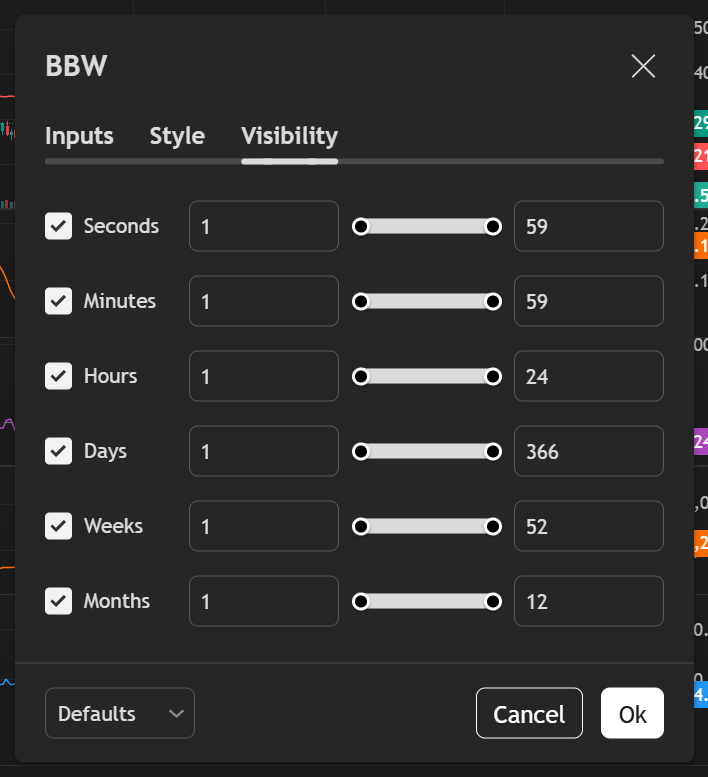 BBW
Inputs Style Visibility
Seconds 1 59
Minutes 1 59
Hours 1 24
Days 1 366
Weeks 1 52
Months 1 12
Defaults Cancel Ok